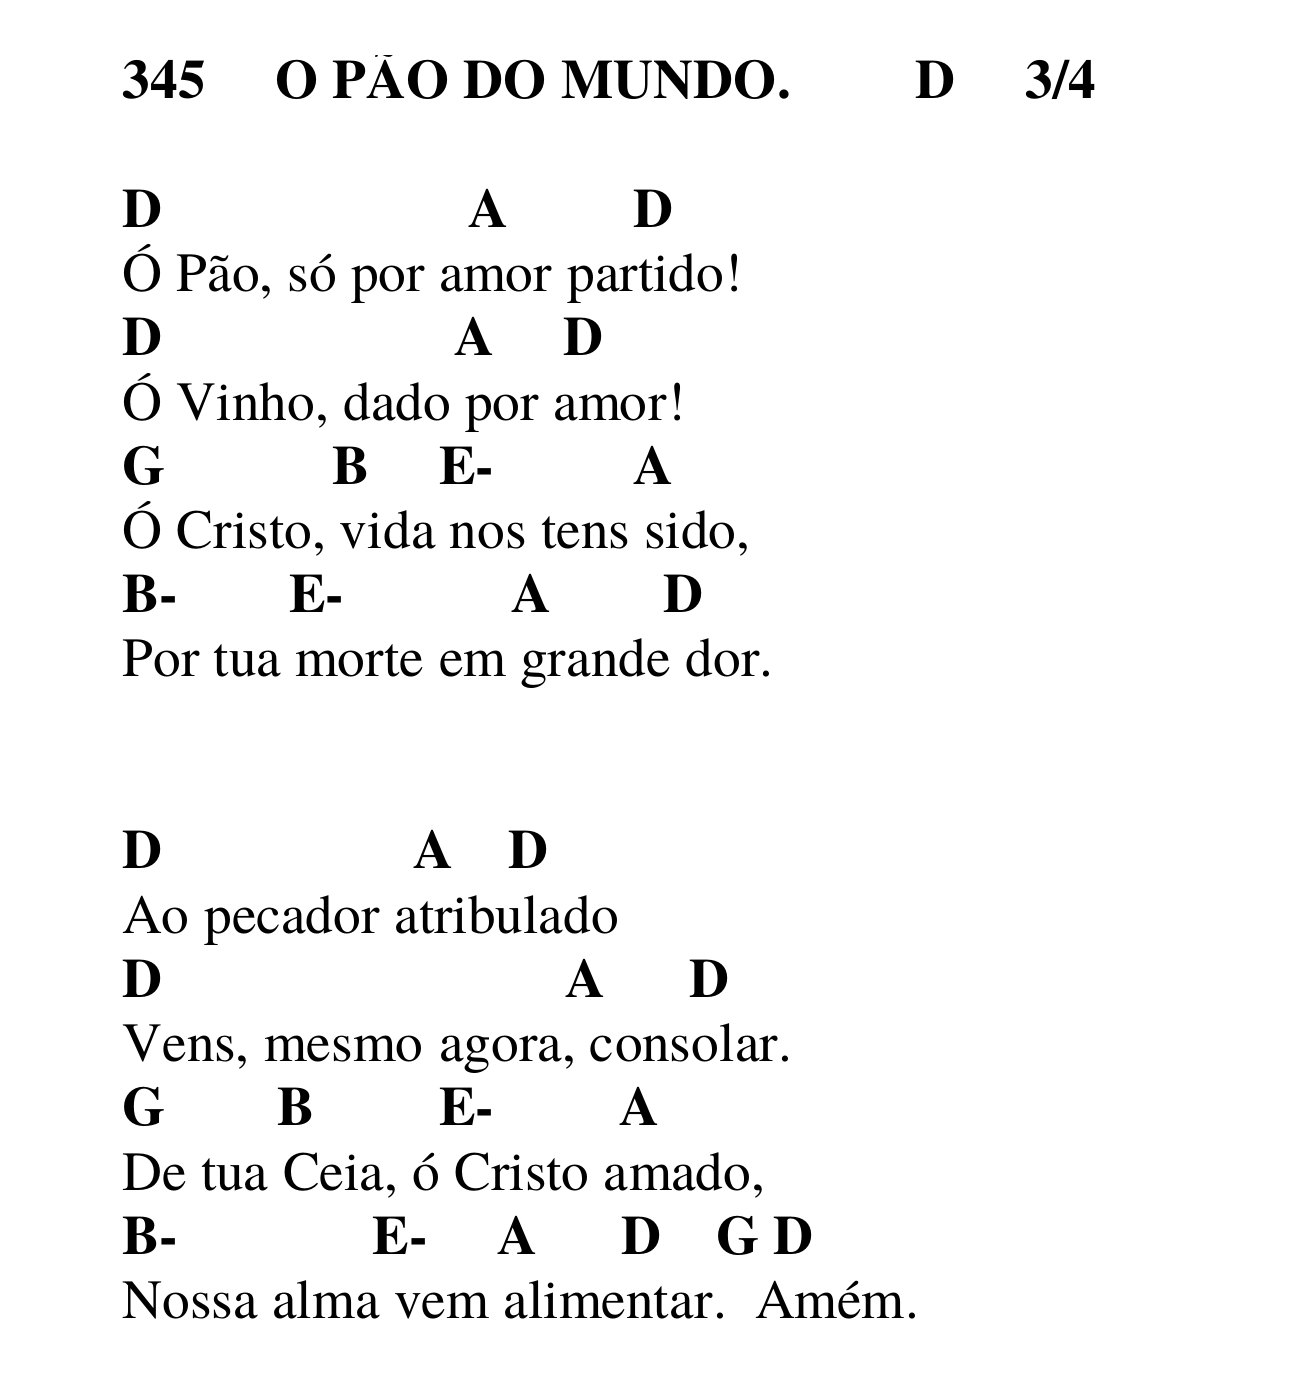 345 O PÃO DO MUNDO. D 3/4
D A D
Ó Pão, só por amor partido!
D A D
Ó Vinho, dado por amor!
G B E- A
Ó Cristo, vida nos tens sido,
B- E- A D
Por tua morte em grande dor.
D A D
Ao pecador atribulado
D A D
Vens, mesmo agora, consolar.
G B E- A
De tua Ceia, ó Cristo amado,
B- E- A D G D
Nossa alma vem alimentar. Amém.